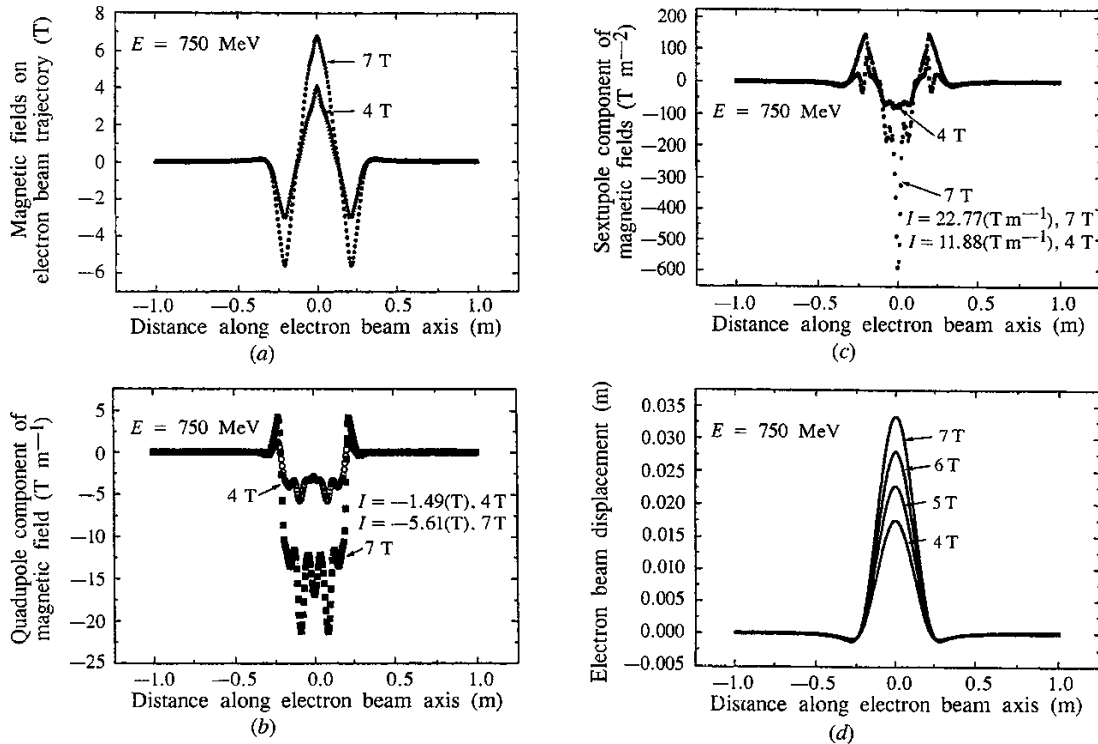 Magnetic fields on
electron beam trajectory (T)
8
6
4
2
0
−2
−4
−6
E = 750 MeV
7 T
4 T
−1.0
−0.5
0.0
0.5
1.0
Distance along electron beam axis (m)
(a)
Quadupole component of
magnetic field (T m−1)
5
0
−5
−10
−15
−20
−25
E = 750 MeV
4 T
I = −1.49(T). 4 T
I = −5.61(T). 7 T
7 T
−1.0
−0.5
0.0
0.5
1.0
Distance along electron beam axis (m)
(b)
Sextupole component of
magnetic fields (T m−2)
200
100
0
−100
−200
−300
−400
−500
−600
E = 750 MeV
4 T
7 T
I = 22.77(T m−1), 7 T
I = 11.88(T m−1), 4 T
−1.0
−0.5
0.0
0.5
1.0
Distance along electron beam axis (m)
(c)
Electron beam displacement (m)
0.035
0.030
0.025
0.020
0.015
0.010
0.005
0.000
−0.005
E = 750 MeV
7 T
6 T
5 T
4 T
−1.0
−0.5
0.0
0.5
1.0
Distance along electron beam axis (m)
(d)